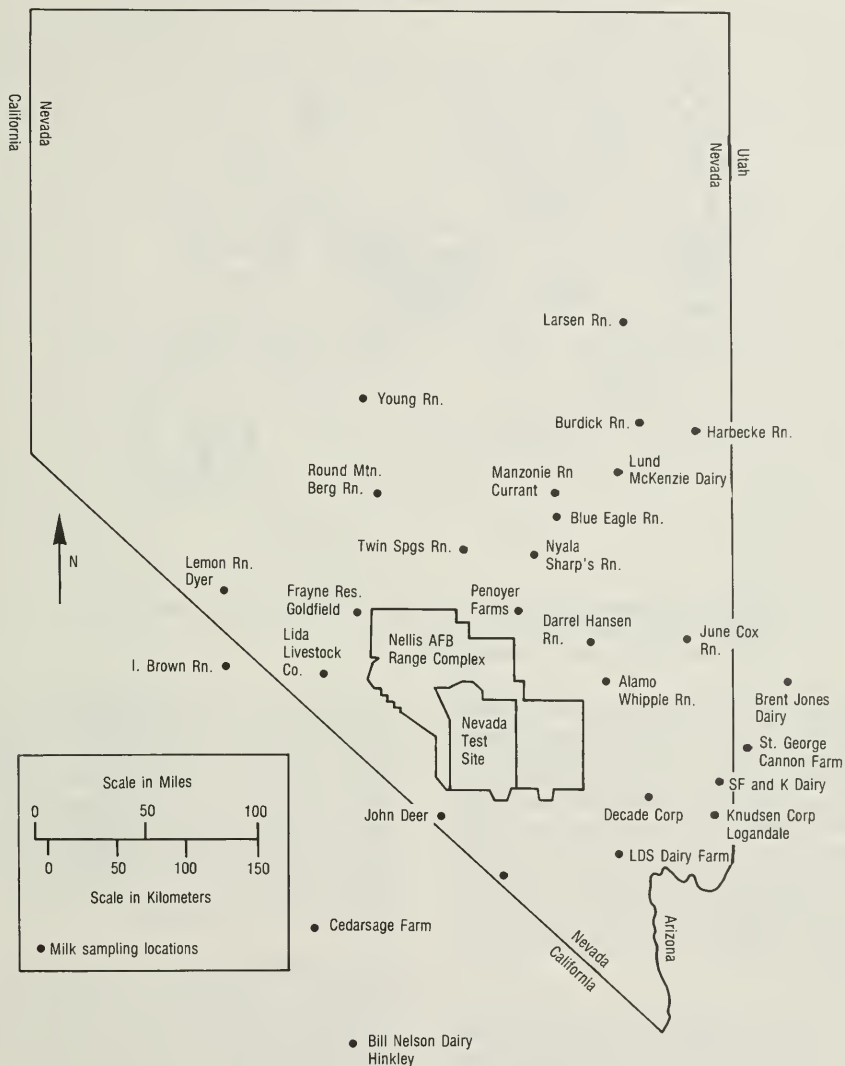 California
Nevada
Nevada
Utah
Larsen Rn.
Young Rn.
Burdick Rn.
Harbecke Rn.
Round Mtn.
Berg Rn.
Manzonie Rn
Currant
Lund
McKenzie Dairy
Blue Eagle Rn.
N
Twin Spgs Rn.
Nyala
Sharp's Rn.
Lemon Rn.
Dyer
Frayne Res.
Goldfield
Penoyer
Farms
Darrel Hansen
Rn.
June Cox
Rn.
Nellis AFB
Range Complex
Lida
Livestock
Co.
I. Brown Rn.
Alamo
Whipple Rn.
Brent Jones
Dairy
Nevada
Test
Site
St. George
Cannon Farm
SF and K Dairy
Scale in Miles
0 50 100
0 50 100 150
Scale in Kilometers
Milk sampling locations
John Deer
Decade Corp
Knudsen Corp
Logandale
LDS Dairy Farm
Cedarsage Farm
Nevada
California
Arizona
Bill Nelson Dairy
Hinkley